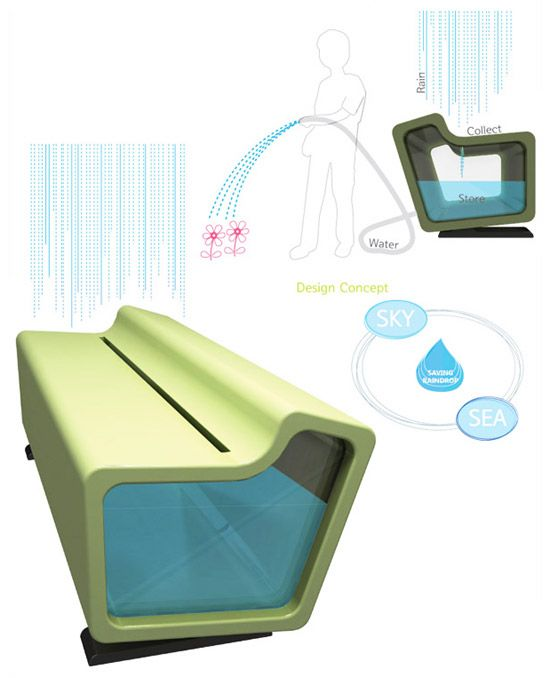 Rain
Collect
Store
Water
Design Concept
SKY
SAVING
RAINDROP
SEA